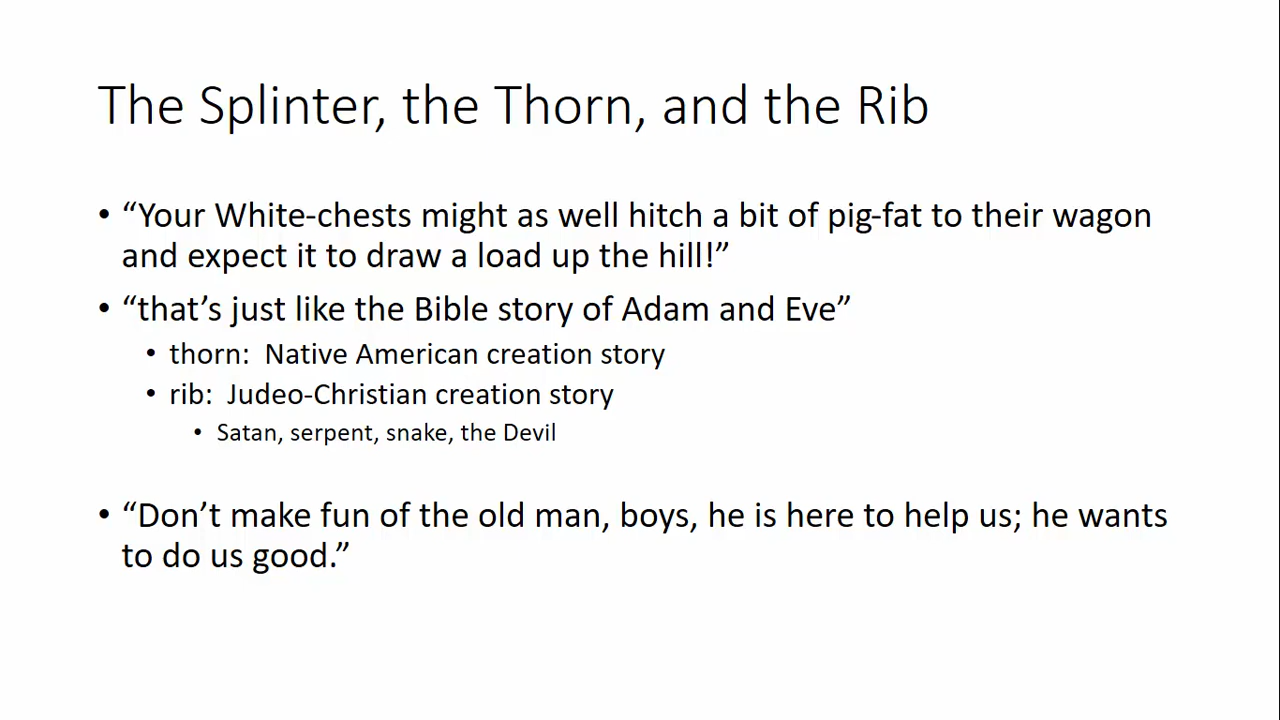 The Splinter, the Thorn, and the Rib
• “Your White-chests might as well hitch a bit of pig-fat to their wagon
and expect it to draw a load up the hill!”
• “that’s just like the Bible story of Adam and Eve”
• thorn:  Native American creation story
• rib:  Judeo-Christian creation story
• Satan, serpent, snake, the Devil
• “Don’t make fun of the old man, boys, he is here to help us; he wants
to do us good.”